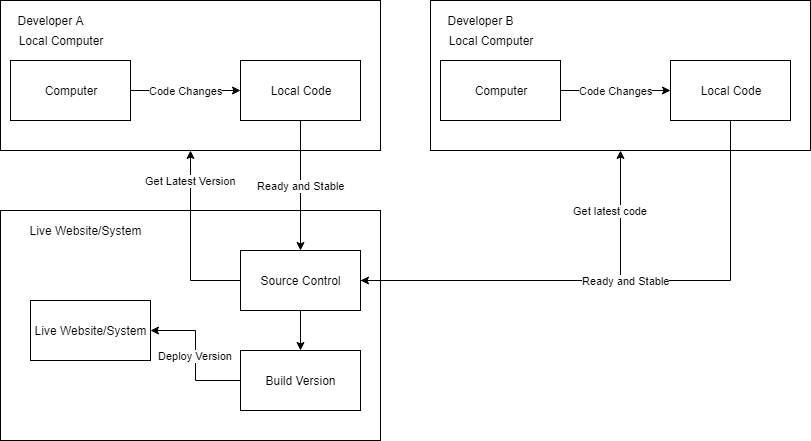 Developer A
Local Computer
Computer
Code Changes
Local Code
Developer B
Local Computer
Computer
Code Changes
Local Code
Get Latest Version
Ready and Stable
Get latest code
Ready and Stable
Live Website/System
Source Control
Live Website/System
Deploy Version
Build Version